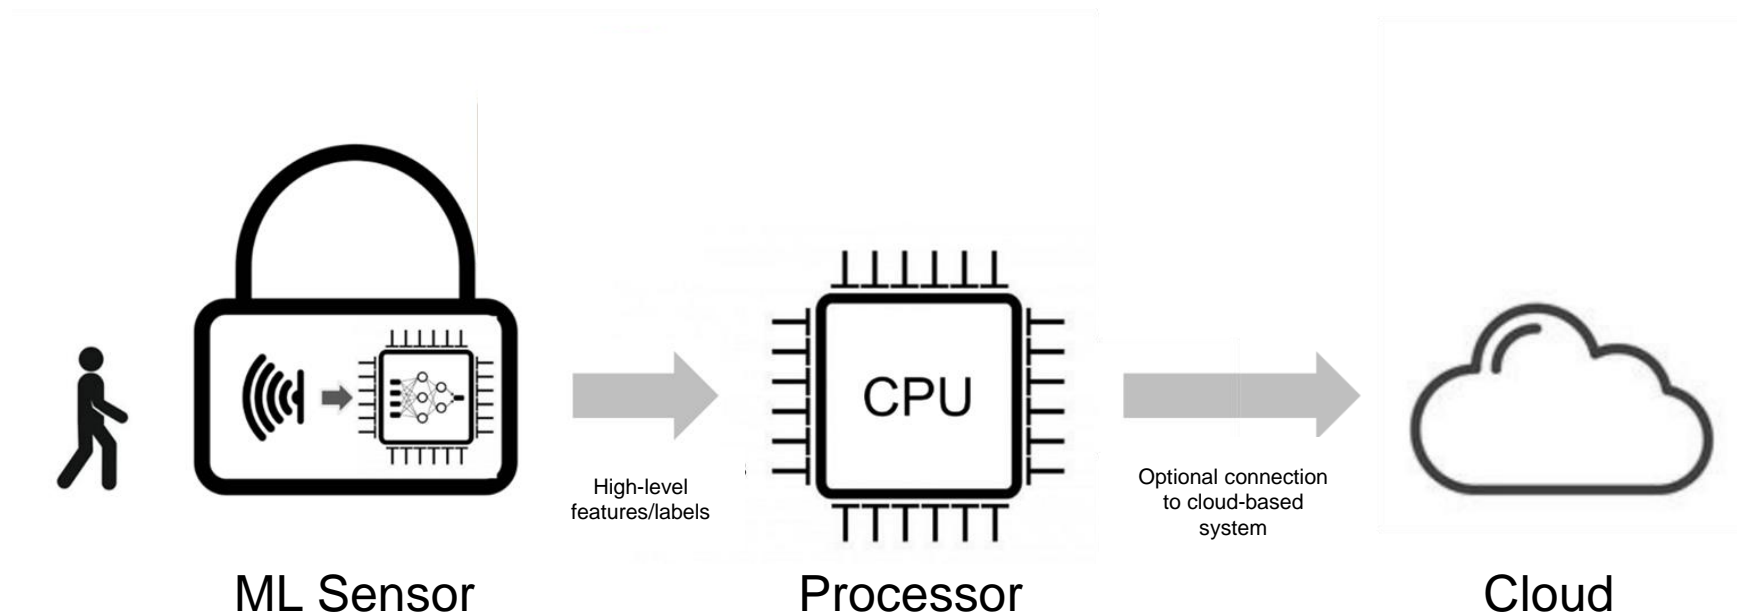 CPU
High-level
features/labels
Optional connection
to cloud-based
system
ML Sensor
Processor
Cloud